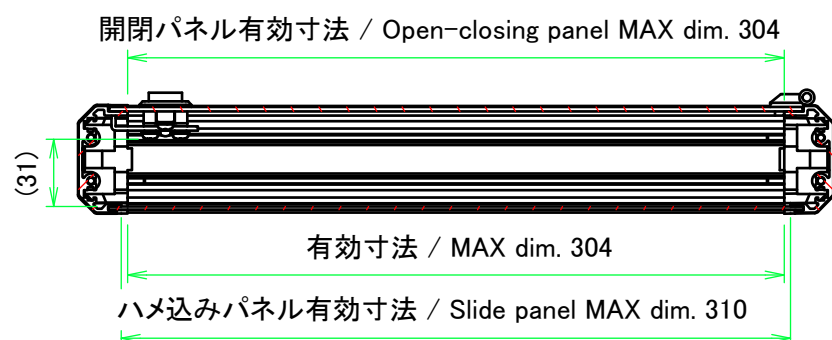 開閉パネル有効寸法 / Open-closing panel MAX dim. 304
(31)
有効寸法 / MAX dim. 304
ハメ込みパネル有効寸法 / Slide panel MAX dim. 310